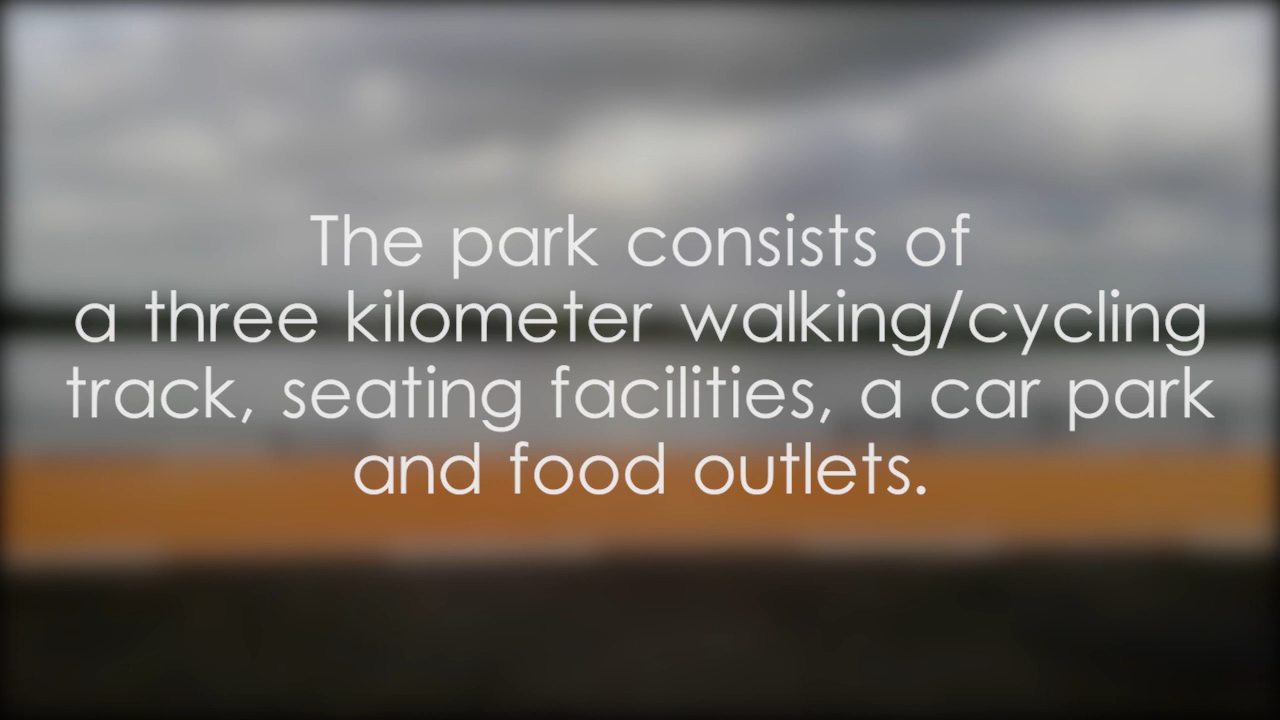 The park consists of
a three kilometer walking/cycling
track, seating facilities, a car park
and food outlets.